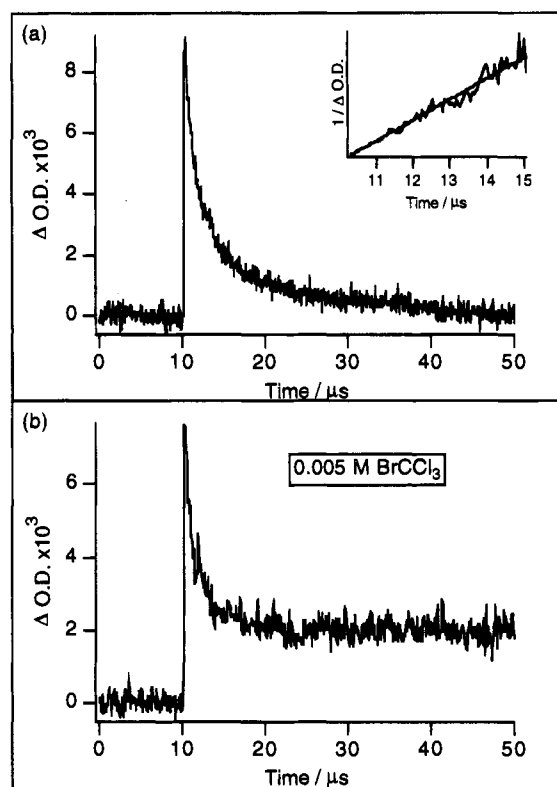 (a)
Δ O.D. x10³
8
6
4
2
0
0 10 20 30 40 50
Time / μs
1 / Δ O.D.
11 12 13 14 15
Time / μs
(b)
0.005 M BrCCl₃
Δ O.D. x10³
6
4
2
0
0 10 20 30 40 50
Time / μs